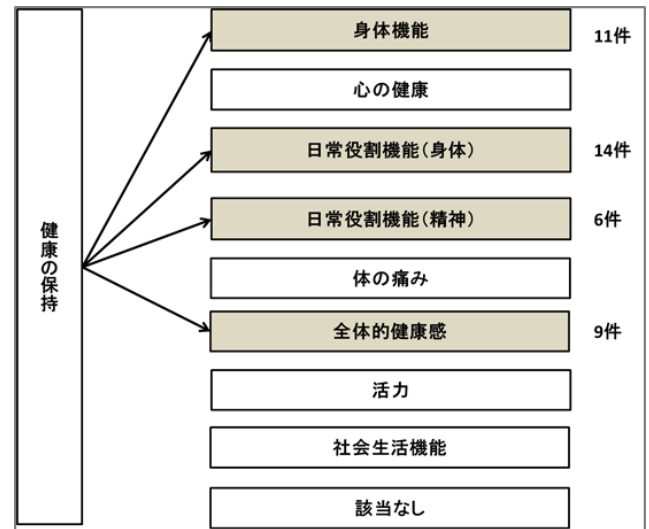 健康の保持
身体機能
11件
心の健康
日常役割機能(身体)
14件
日常役割機能(精神)
6件
体の痛み
全体的健康感
9件
活力
社会生活機能
該当なし